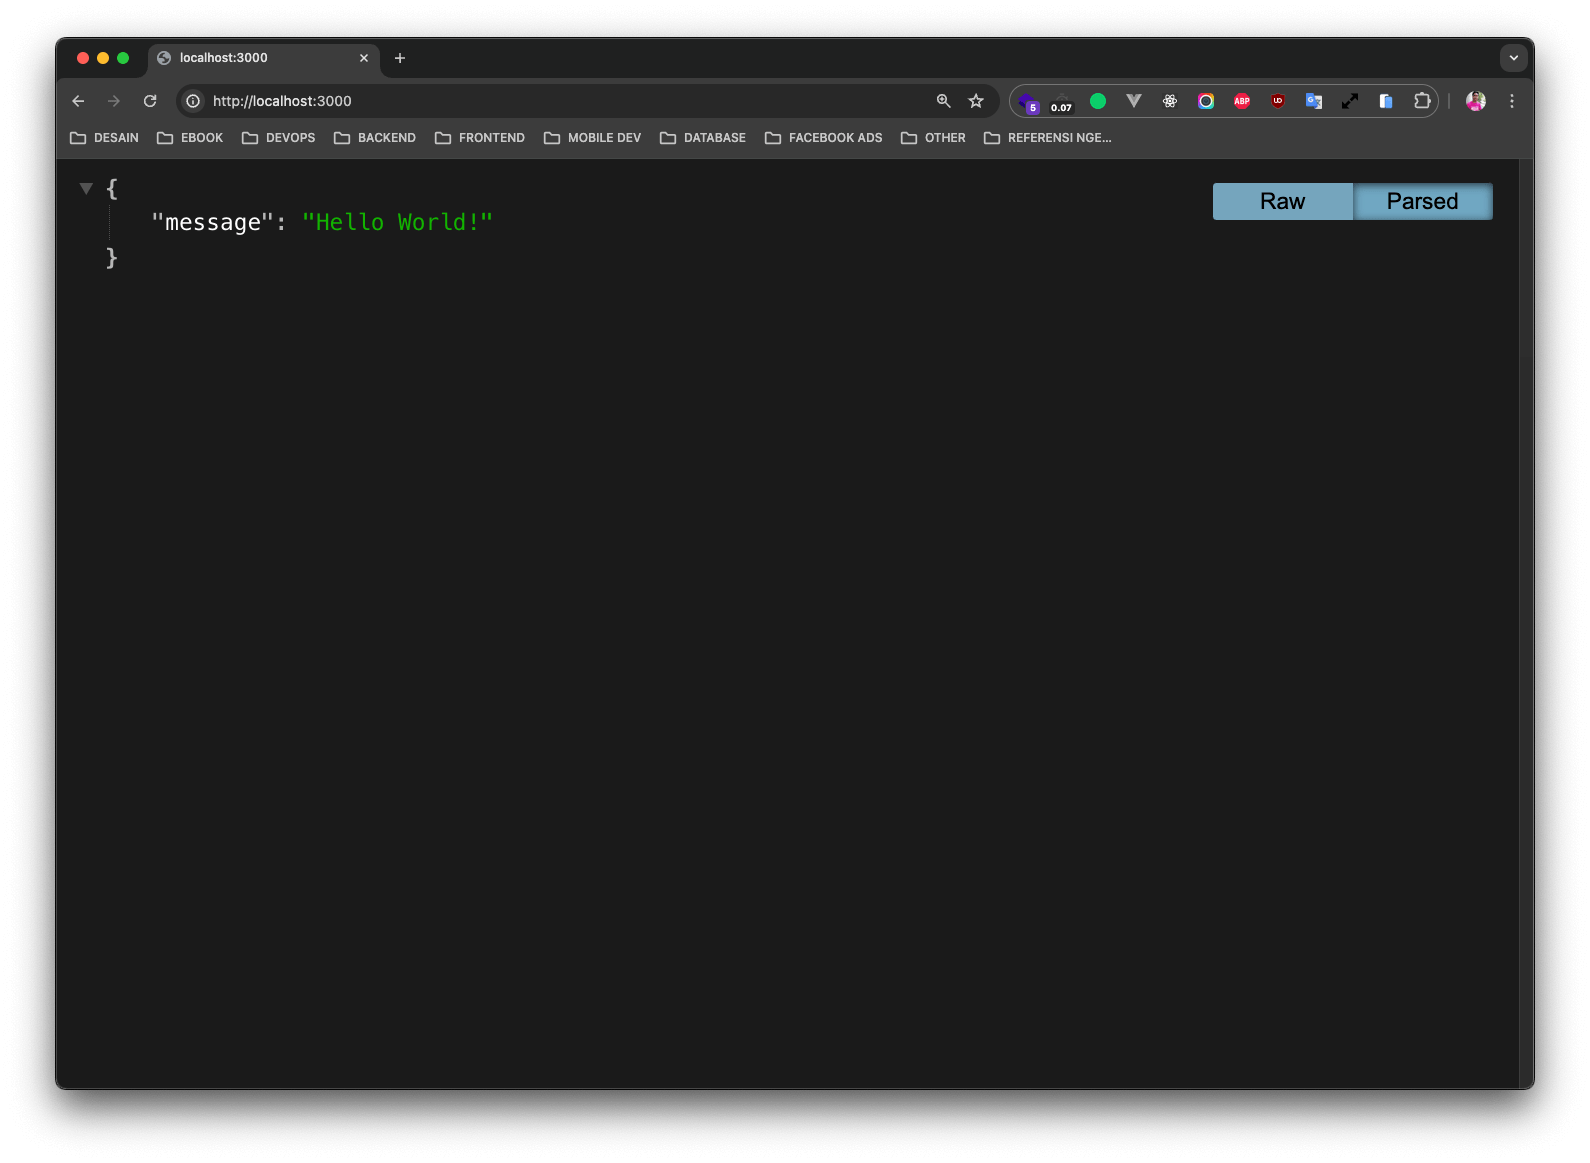 localhost:3000
http://localhost:3000
5
0.07
ABP
DESAIN EBOOK DEVOPS BACKEND FRONTEND MOBILE DEV DATABASE FACEBOOK ADS OTHER REFERENSI NGE...
Raw Parsed
{
"message": "Hello World!"
}